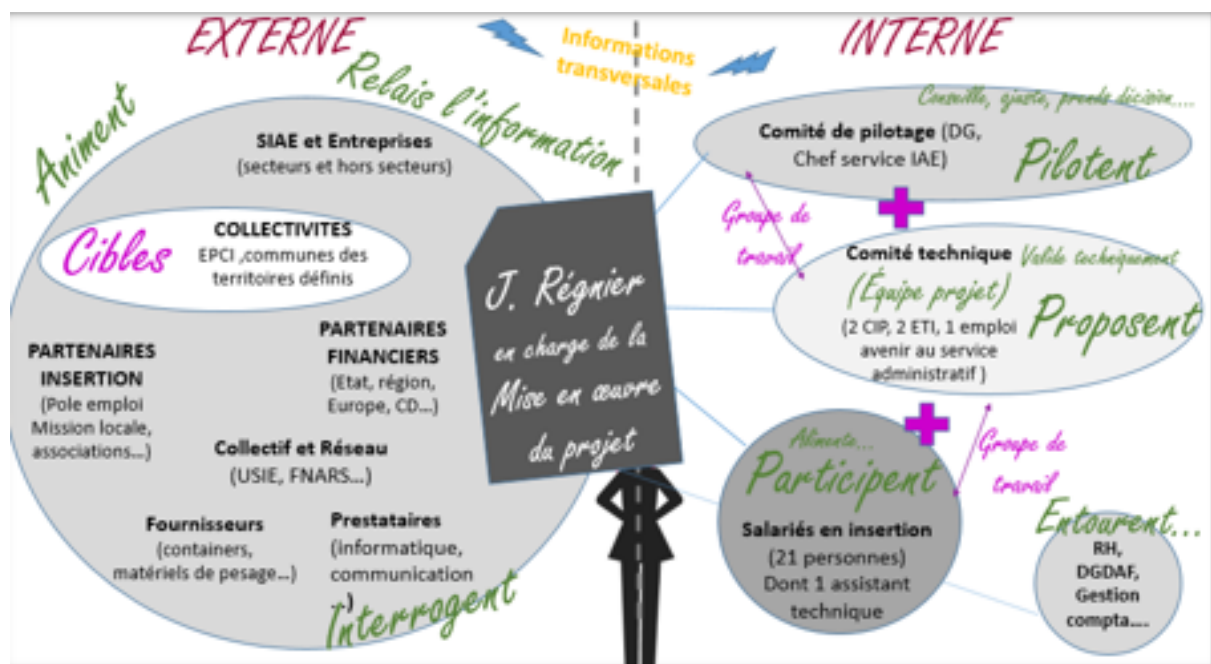 EXTERNE
Informations
transversales
INTERNE
Animent
Relais l'information
SIAE et Entreprises
(secteurs et hors secteurs)
Cibles
COLLECTIVITES
EPCI ,communes des
territoires définis
PARTENAIRES
INSERTION
(Pole emploi
Mission locale,
associations...)
PARTENAIRES
FINANCIERS
(Etat, région,
Europe, CD...)
Collectif et Réseau
(USIE, FNARS...)
Fournisseurs
(containers,
matériels de pesage...)
Prestataires
(informatique,
communication
..)
Interrogent
J. Régnier
en charge de la
Mise en œuvre
du projet
Conseille, ajuste, prends décision....
Comité de pilotage (DG,
Chef service IAE)
Pilotent
Groupe de
travail
Comité technique
Valide techniquement
(Équipe projet)
Proposent
(2 CIP, 2 ETI, 1 emploi
avenir au service
administratif )
Alimente...
Participent
Groupe de
travail
Salariés en insertion
(21 personnes)
Dont 1 assistant
technique
Entourent...
RH,
DGDAF,
Gestion
compta....